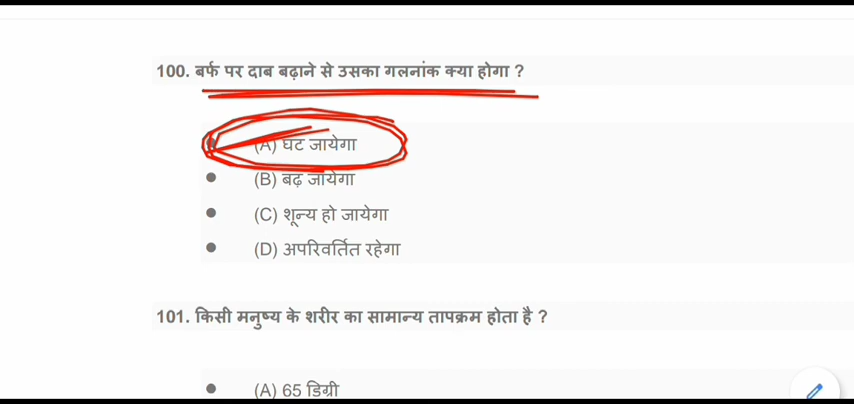 100. बर्फ पर दाब बढ़ाने से उसका गलनांक क्या होगा ?
(A) घट जायेगा
(B) बढ़ जायेगा
(C) शून्य हो जायेगा
(D) अपरिवर्तित रहेगा
101. किसी मनुष्य के शरीर का सामान्य तापक्रम होता है ?
(A) 65 डिग्री